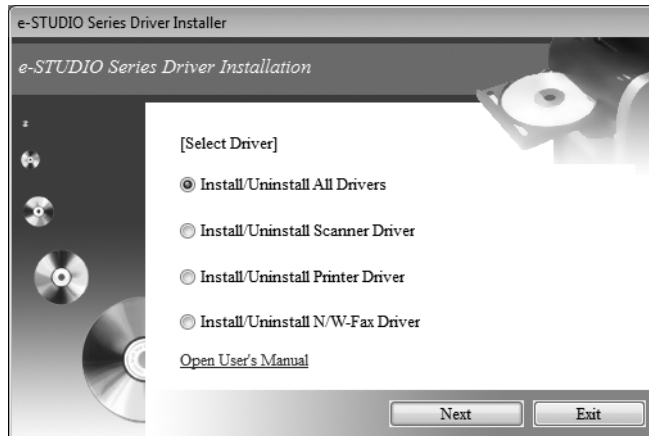 e-STUDIO Series Driver Installer
e-STUDIO Series Driver Installation
[Select Driver]
Install/Uninstall All Drivers
Install/Uninstall Scanner Driver
Install/Uninstall Printer Driver
Install/Uninstall N/W-Fax Driver
Open User's Manual
Next Exit